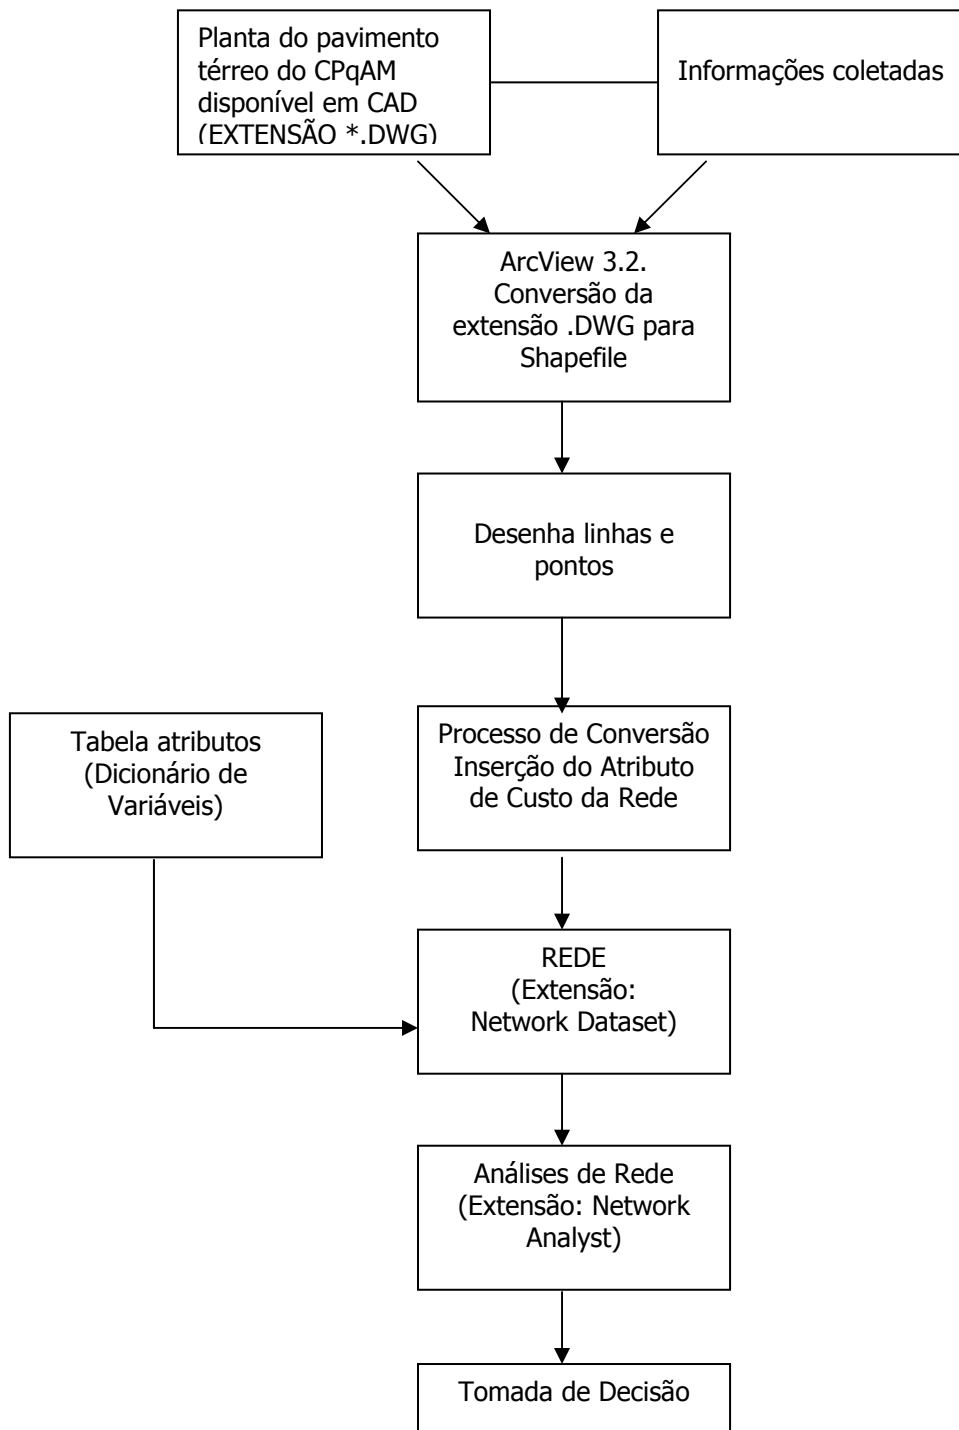 Planta do pavimento
térreo do CPqAM
disponível em CAD
(EXTENSÃO *.DWG)
Informações coletadas
ArcView 3.2.
Conversão da
extensão .DWG para
Shapefile
Desenha linhas e
pontos
Tabela atributos
(Dicionário de
Variáveis)
Processo de Conversão
Inserção do Atributo
de Custo da Rede
REDE
(Extensão:
Network Dataset)
Análises de Rede
(Extensão: Network
Analyst)
Tomada de Decisão